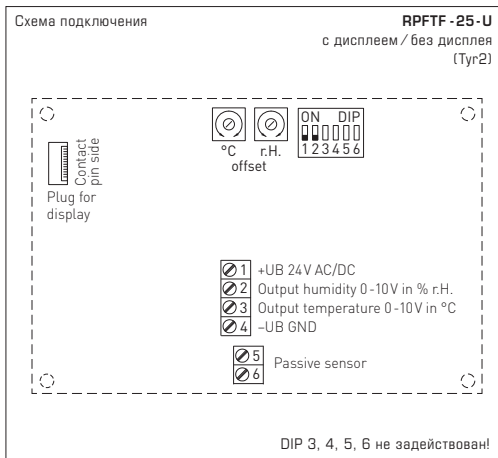 Схема подключения
RPFTF-25-U
с дисплеем / без дисплея
(Tyr2)
ON DIP
1 2 3 4 5 6
°C r.H.
offset
Contact
pin side
Plug for
display
1 +UB 24V AC/DC
2 Output humidity 0-10V in % r.H.
3 Output temperature 0-10V in °C
4 –UB GND
5
6
Passive sensor
DIP 3, 4, 5, 6 не задействован!